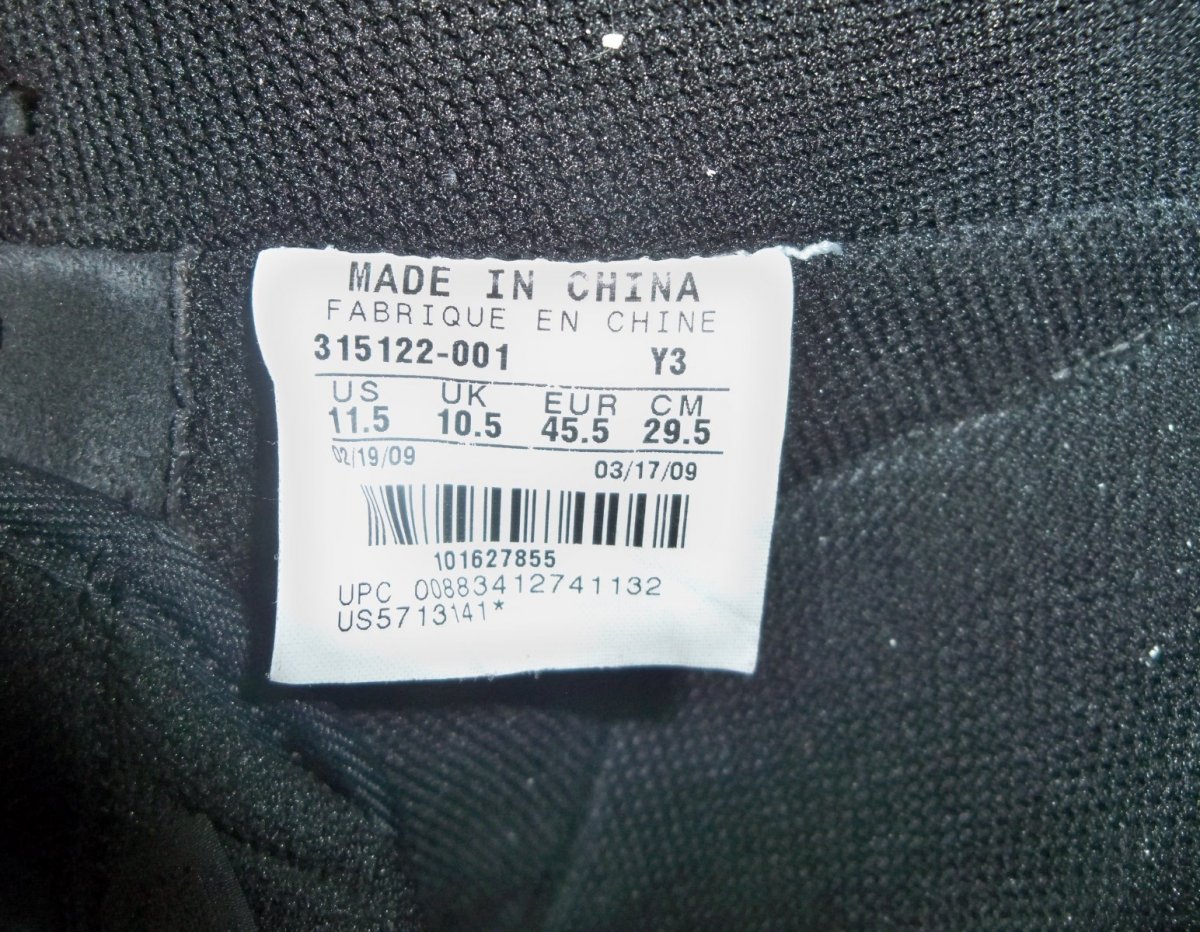 MADE IN CHINA
FABRIQUE EN CHINE
315122-001 Y3
US UK EUR CM
11.5 10.5 45.5 29.5
02/19/09 03/17/09
101627855
UPC 00883412741132
US5713141*